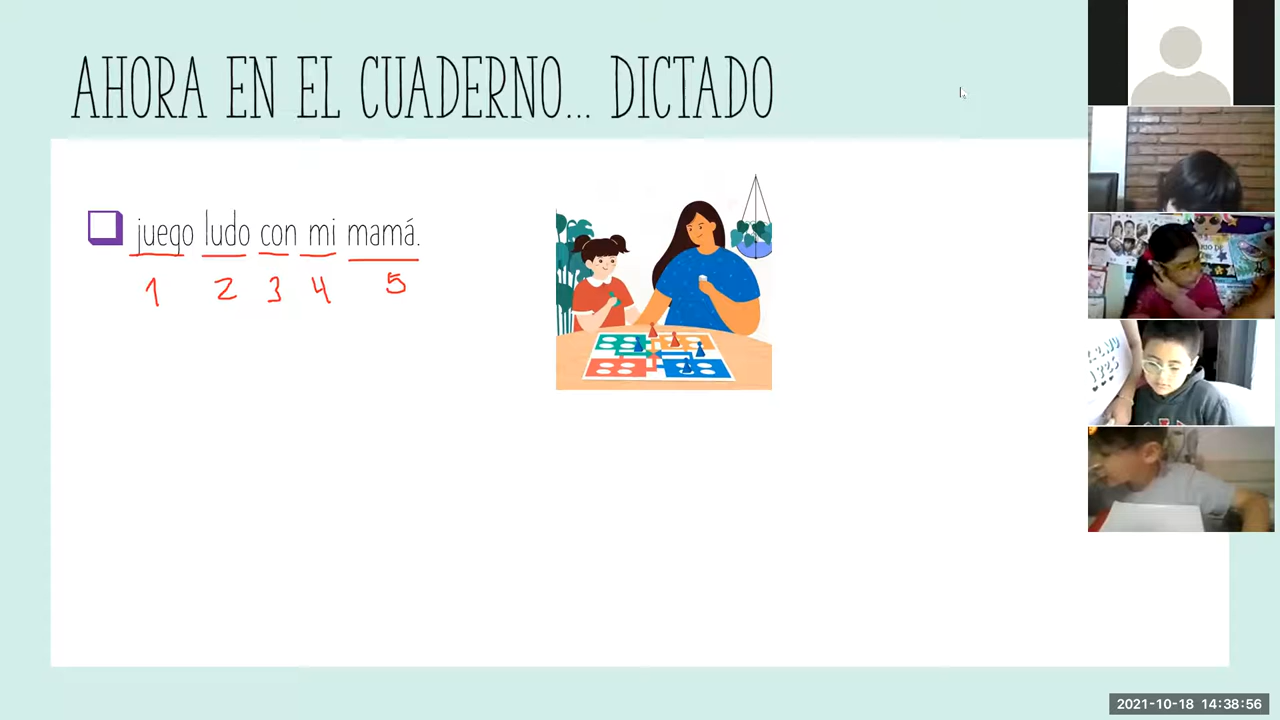 AHORA EN EL CUADERNO... DICTADO
juego ludo con mi mamá.
1 2 3 4 5
2021-10-18 14:38:56